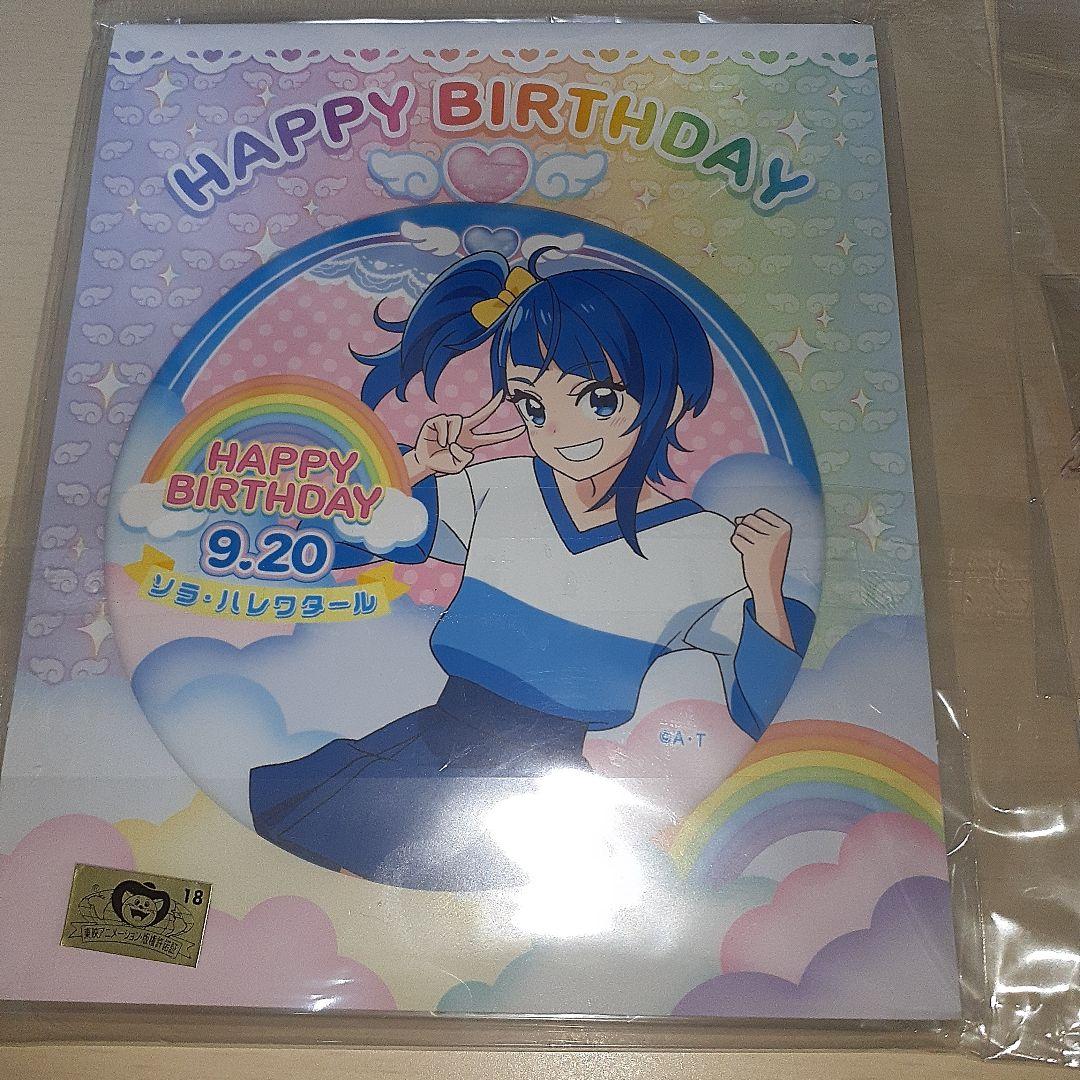 HAPPY BIRTHDAY
HAPPY
BIRTHDAY
9.20
ソラ・ハレワタール
©A・T
18
東映アニメーション・版権許諾証